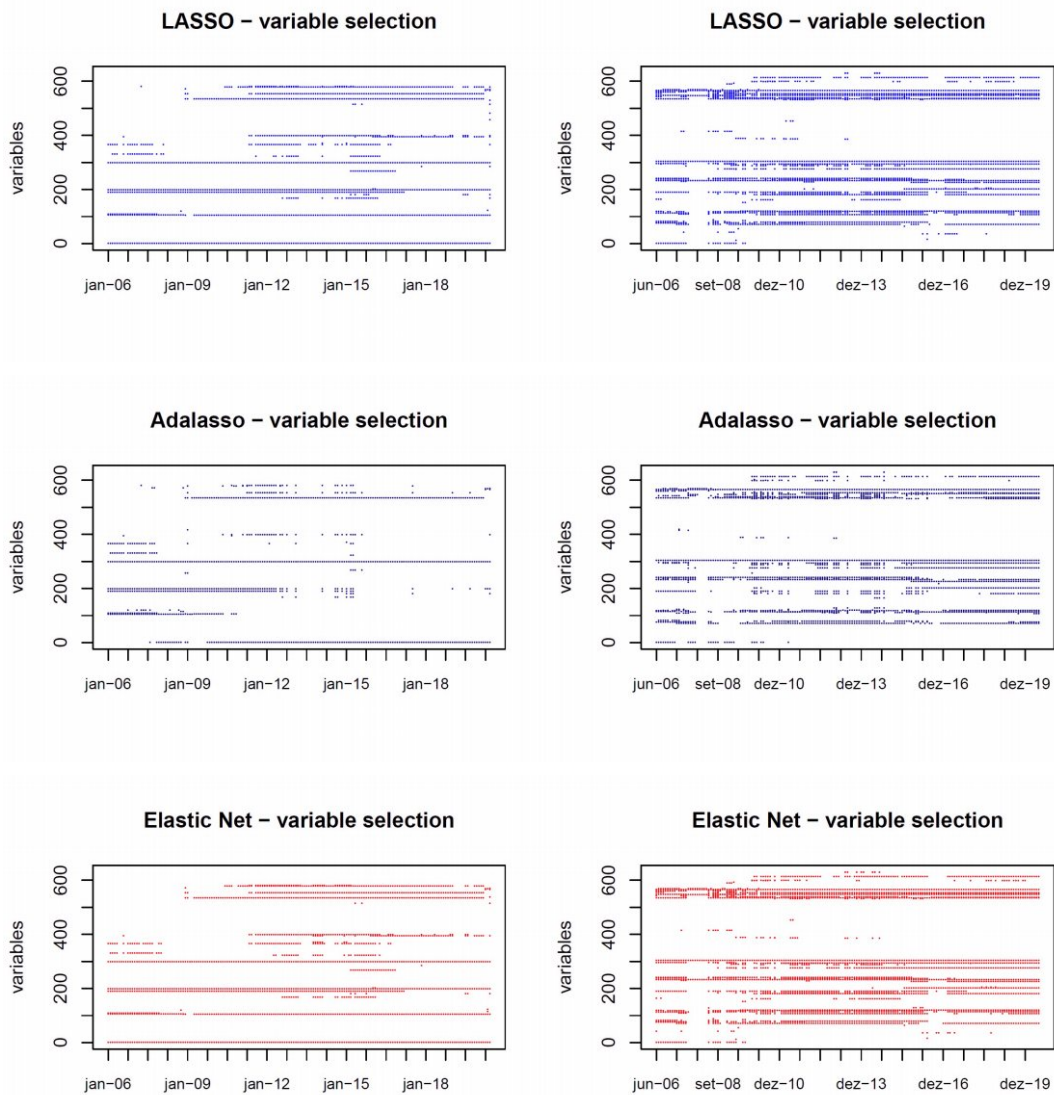 LASSO − variable selection
variables
0 200 400 600
jan−06 jan−09 jan−12 jan−15 jan−18
LASSO − variable selection
variables
0 200 400 600
jun−06 set−08 dez−10 dez−13 dez−16 dez−19
Adalasso − variable selection
variables
0 200 400 600
jan−06 jan−09 jan−12 jan−15 jan−18
Adalasso − variable selection
variables
0 200 400 600
jun−06 set−08 dez−10 dez−13 dez−16 dez−19
Elastic Net − variable selection
variables
0 200 400 600
jan−06 jan−09 jan−12 jan−15 jan−18
Elastic Net − variable selection
variables
0 200 400 600
jun−06 set−08 dez−10 dez−13 dez−16 dez−19